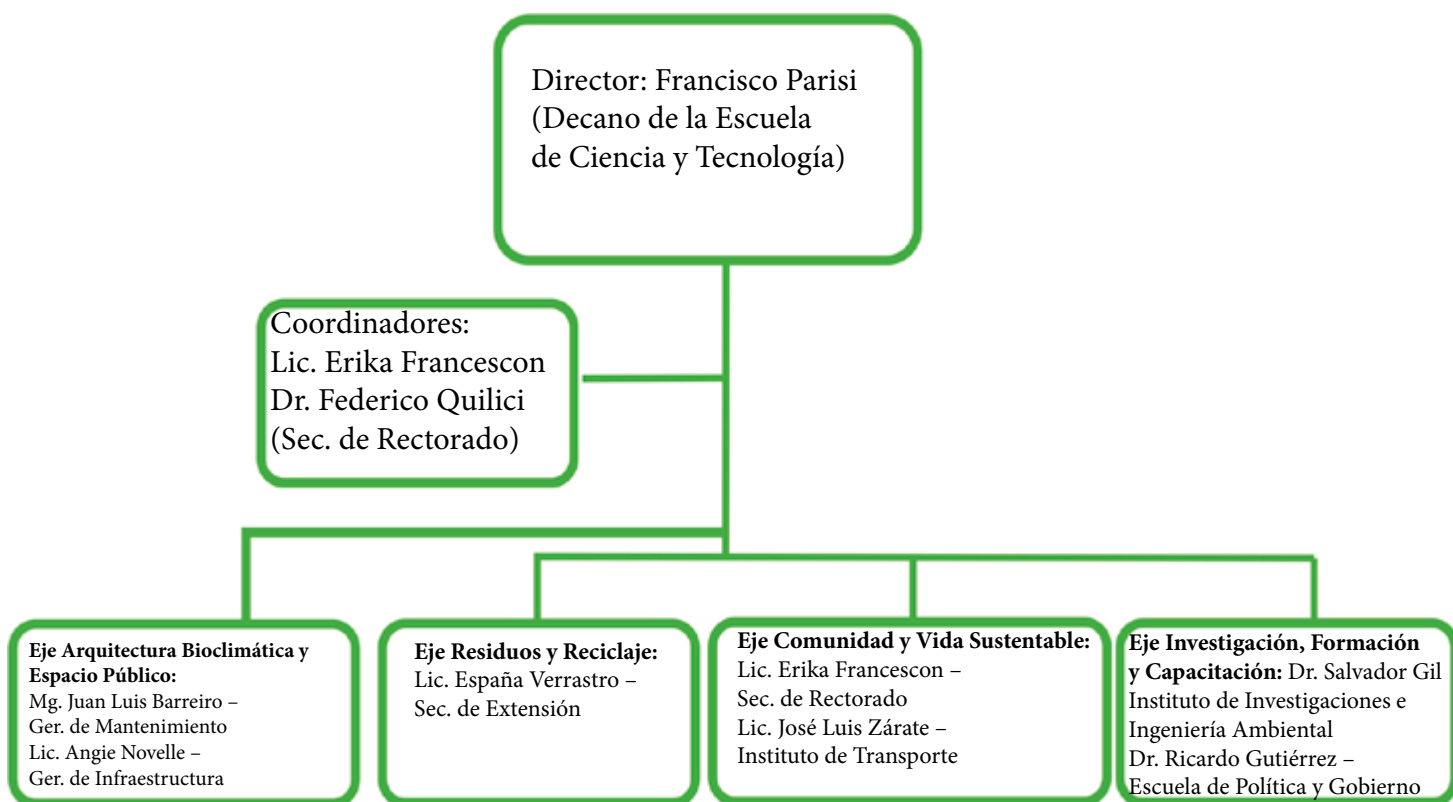 Director: Francisco Parisi
(Decano de la Escuela
de Ciencia y Tecnología)
Coordinadores:
Lic. Erika Francescon
Dr. Federico Quilici
(Sec. de Rectorado)
Eje Arquitectura Bioclimática y
Espacio Público:
Mg. Juan Luis Barreiro –
Ger. de Mantenimiento
Lic. Angie Novelle –
Ger. de Infraestructura
Eje Residuos y Reciclaje:
Lic. España Verrastro –
Sec. de Extensión
Eje Comunidad y Vida Sustentable:
Lic. Erika Francescon –
Sec. de Rectorado
Lic. José Luis Zárate –
Instituto de Transporte
Eje Investigación, Formación
y Capacitación: Dr. Salvador Gil
Instituto de Investigaciones e
Ingeniería Ambiental
Dr. Ricardo Gutiérrez –
Escuela de Política y Gobierno